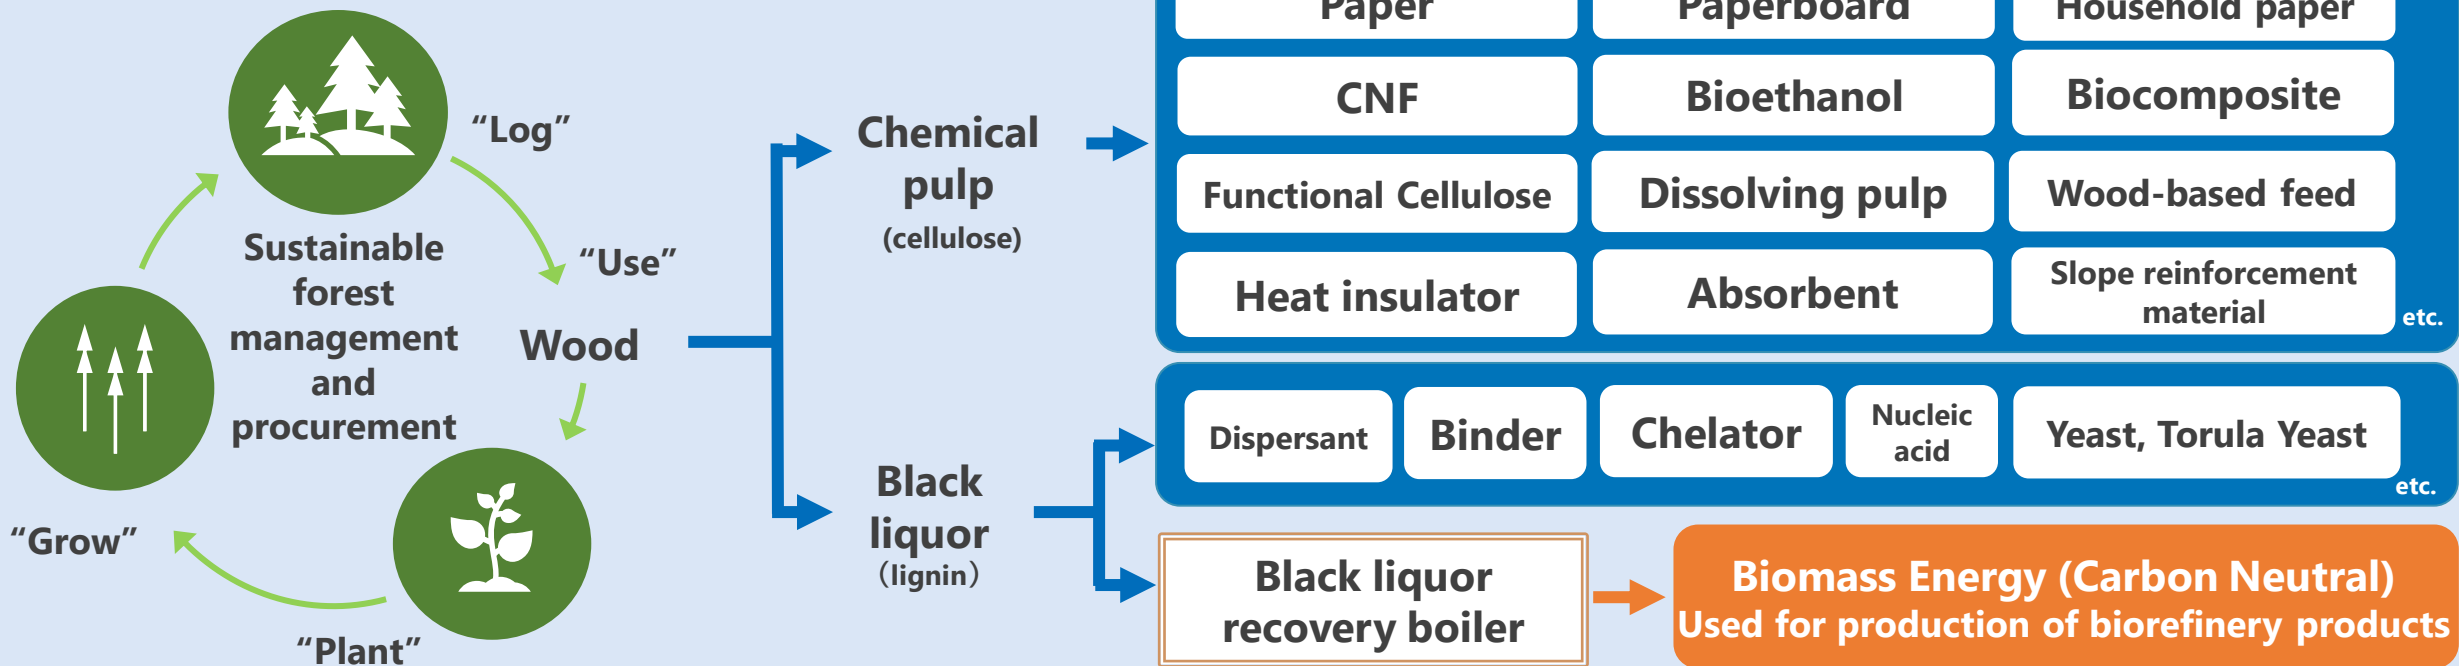 “Log”
“Use”
Sustainable
forest
management
and
procurement
Wood
“Grow”
“Plant”
Chemical
pulp
(cellulose)
Black
liquor
（lignin）
Paper
Paperboard
Household paper
CNF
Bioethanol
Biocomposite
Functional Cellulose
Dissolving pulp
Wood-based feed
Heat insulator
Absorbent
Slope reinforcement
material
etc.
Dispersant
Binder
Chelator
Nucleic
acid
Yeast, Torula Yeast
etc.
Black liquor
recovery boiler
Biomass Energy (Carbon Neutral)
Used for production of biorefinery products